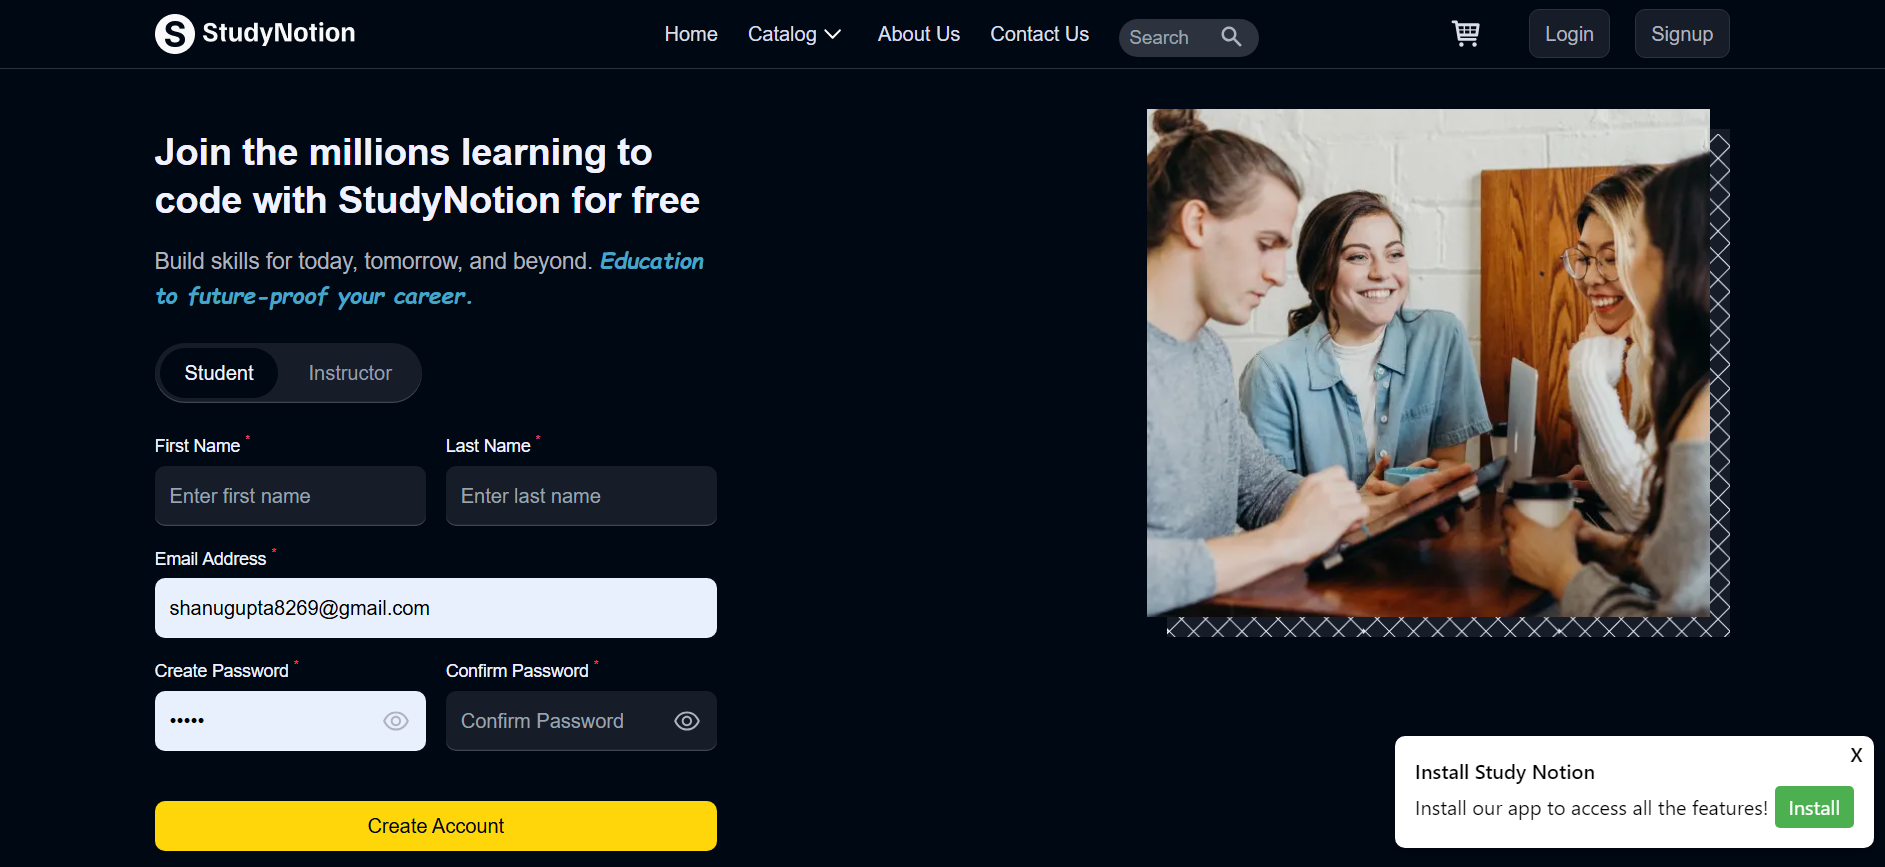 S StudyNotion
Home Catalog About Us Contact Us Search Login Signup
Join the millions learning to
code with StudyNotion for free
Build skills for today, tomorrow, and beyond. Education
to future-proof your career.
Student Instructor
First Name * Last Name *
Enter first name Enter last name
Email Address *
shanugupta8269@gmail.com
Create Password * Confirm Password *
••••• Confirm Password
Create Account
X
Install Study Notion
Install our app to access all the features! Install